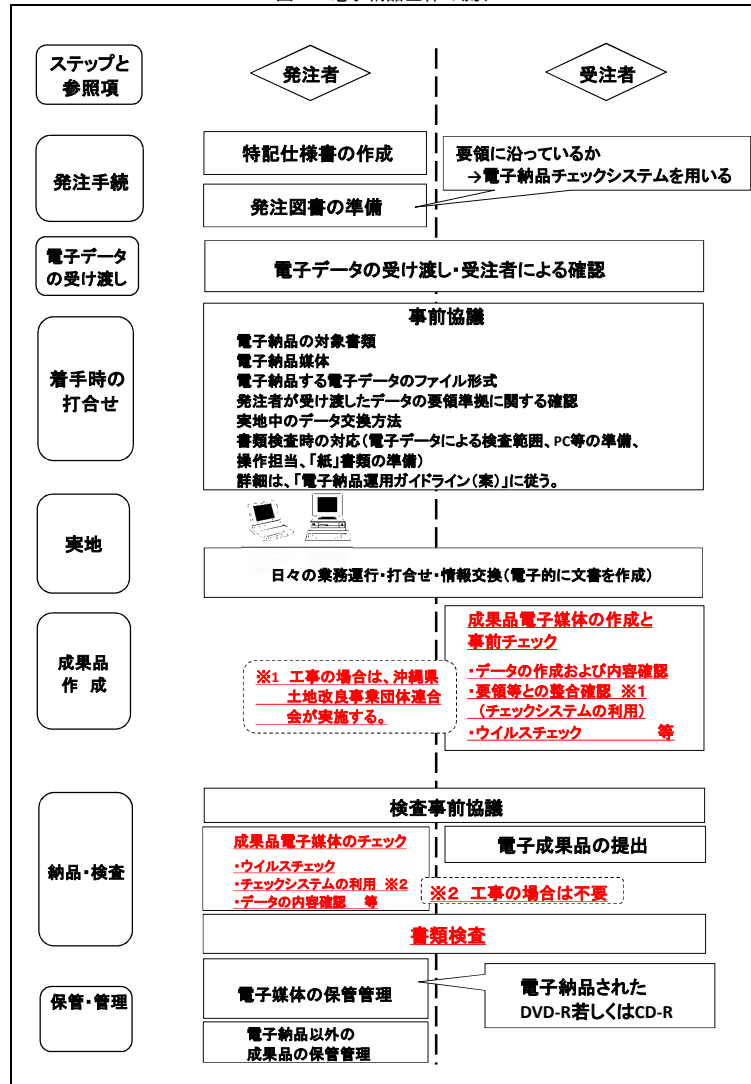 ステップと
参照項
発注者
受注者
発注手続
特記仕様書の作成
発注図書の準備
要領に沿っているか
→電子納品チェックシステムを用いる
電子データ
の受け渡し
電子データの受け渡し・受注者による確認
着手時の
打合せ
事前協議
電子納品の対象書類
電子納品媒体
電子納品する電子データのファイル形式
発注者が受け渡したデータの要領準拠に関する確認
実地中のデータ交換方法
書類検査時の対応(電子データによる検査範囲、PC等の準備、
操作担当、「紙」書類の準備)
詳細は、「電子納品運用ガイドライン(案)」に従う。
実地
日々の業務運行・打合せ・情報交換(電子的に文書を作成)
成果品
作 成
※1 工事の場合は、沖縄県
土地改良事業団体連合
会が実施する。
成果品電子媒体の作成と
事前チェック
・データの作成および内容確認
・要領等との整合確認 ※1
(チェックシステムの利用)
・ウイルスチェック 等
納品・検査
検査事前協議
成果品電子媒体のチェック
・ウイルスチェック
・チェックシステムの利用 ※2
・データの内容確認 等
電子成果品の提出
※2 工事の場合は不要
書類検査
保管・管理
電子媒体の保管管理
電子納品された
DVD-R若しくはCD-R
電子納品以外の
成果品の保管管理